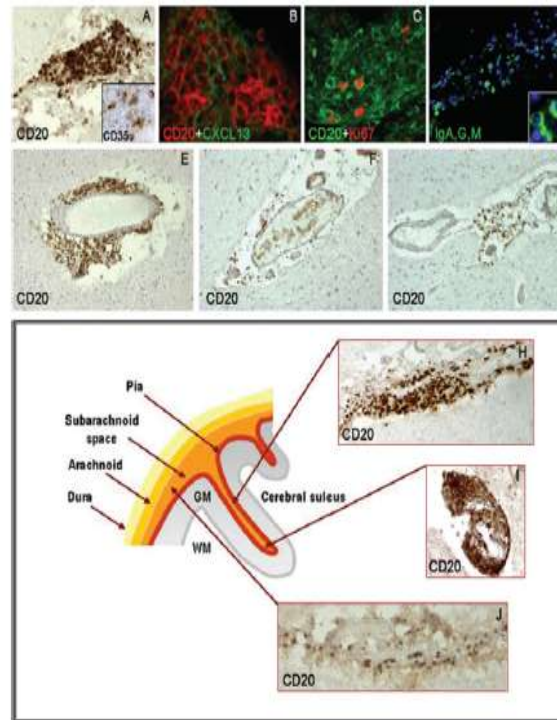 A
CD20
CD35
B
CD20+CXCL13
C
CD20+Ki67
IgA,G,M
E
CD20
F
CD20
CD20
Pia
Subarachnoid
space
Arachnoid
Dura
GM
WM
Cerebral sulcus
H
CD20
I
CD20
J
CD20